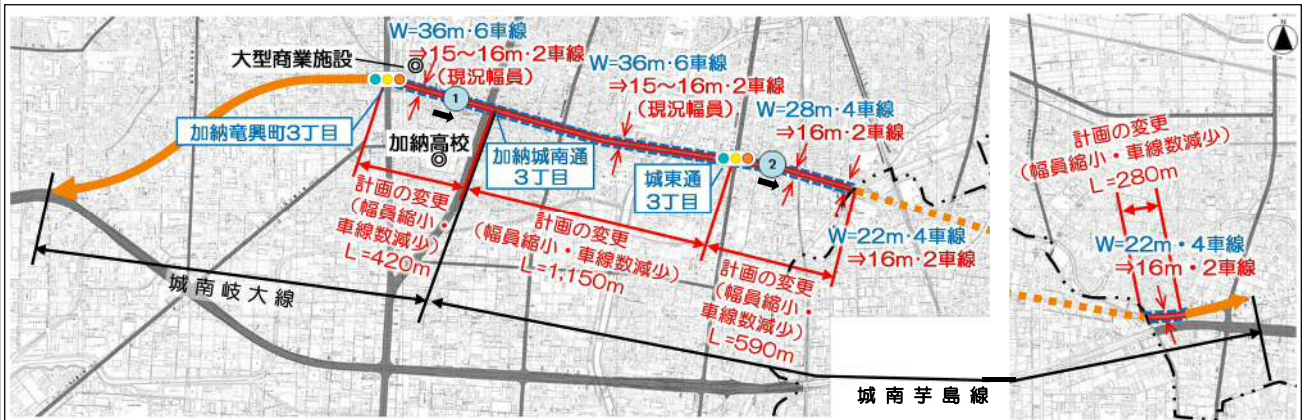 大型商業施設
W=36m・6車線
⇒15～16m・2車線
（現況幅員）
W=36m・6車線
⇒15～16m・2車線
（現況幅員）
W=28m・4車線
⇒16m・2車線
1
2
加納竜興町3丁目
加納高校
加納城南通
3丁目
城東通
3丁目
W=22m・4車線
⇒16m・2車線
計画の変更
（幅員縮小・
車線数減少）
L=420m
計画の変更
（幅員縮小・車線数減少）
L=1,150m
計画の変更
（幅員縮小・
車線数減少）
L=590m
城南岐大線
城南芋島線
N
計画の変更
（幅員縮小・車線数減少）
L=280m
W=22m・4車線
⇒16m・2車線